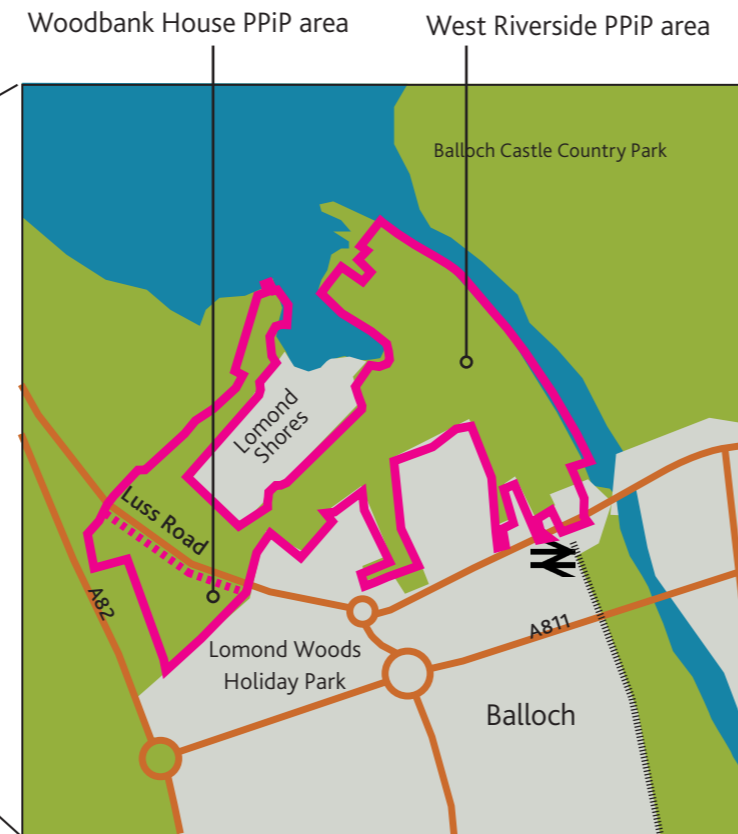 Woodbank House PPiP area
West Riverside PPiP area
Balloch Castle Country Park
Lomond
Shores
Luss Road
A82
Lomond Woods
Holiday Park
A811
Balloch